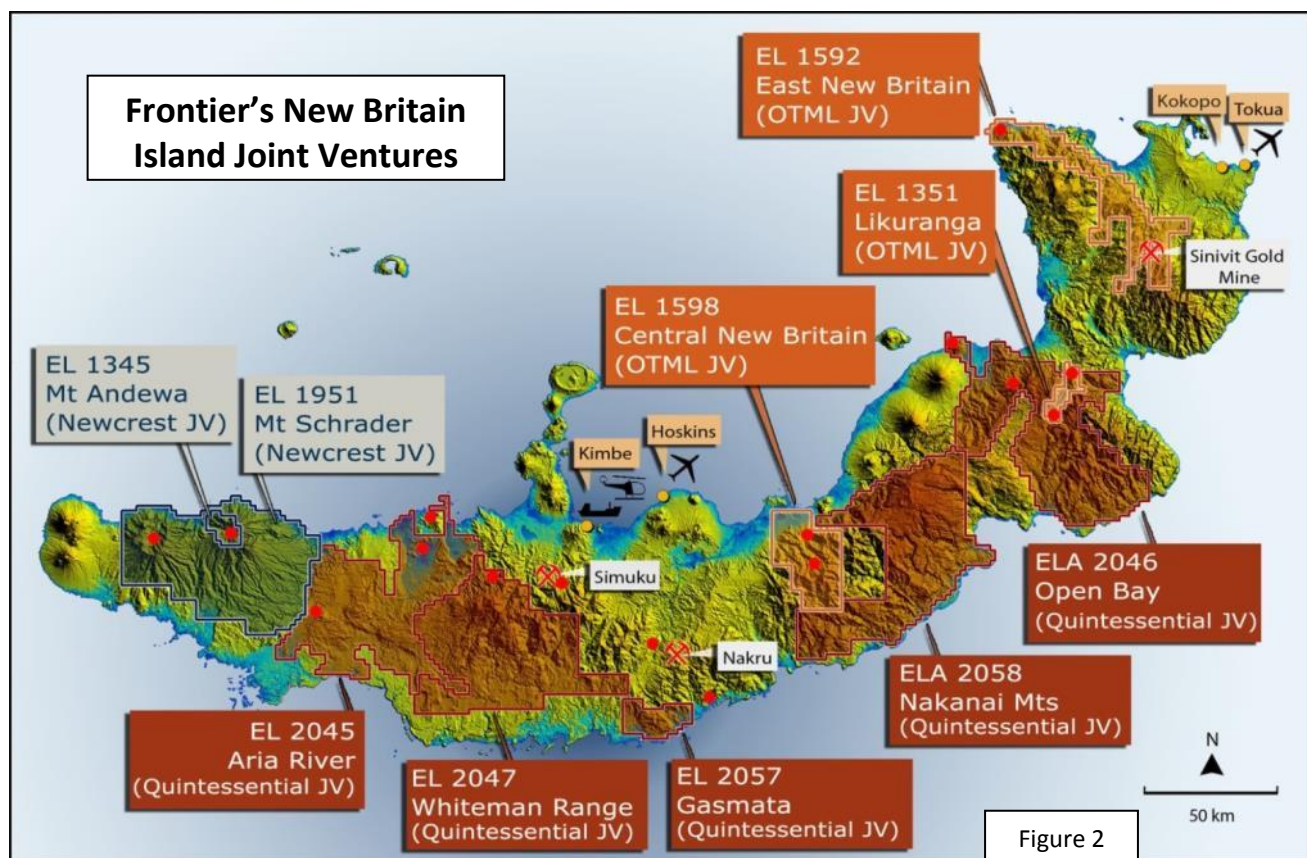 Frontier's New Britain
Island Joint Ventures
EL 1592
East New Britain
(OTML JV)
Kokopo
Tokua
EL 1351
Likuranga
(OTML JV)
Sinivit Gold
Mine
EL 1598
Central New Britain
(OTML JV)
EL 1345
Mt Andewa
(Newcrest JV)
EL 1951
Mt Schrader
(Newcrest JV)
Kimbe
Hoskins
Simuku
Nakru
ELA 2046
Open Bay
(Quintessential JV)
ELA 2058
Nakanai Mts
(Quintessential JV)
EL 2045
Aria River
(Quintessential JV)
EL 2047
Whiteman Range
(Quintessential JV)
EL 2057
Gasmata
(Quintessential JV)
N
50 km
Figure 2